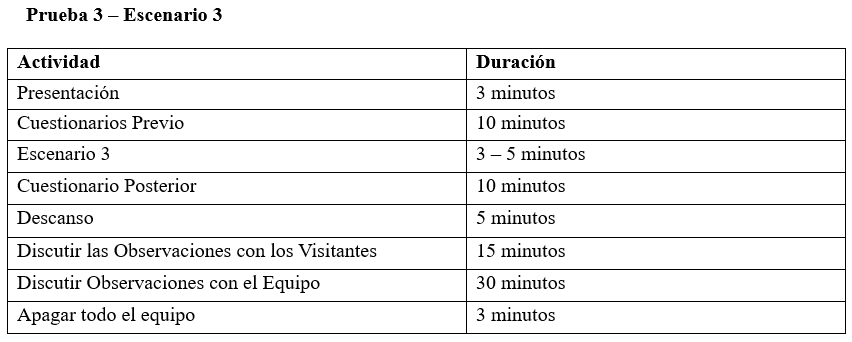 Prueba 3 – Escenario 3
Actividad Duración
Presentación 3 minutos
Cuestionarios Previo 10 minutos
Escenario 3 3 – 5 minutos
Cuestionario Posterior 10 minutos
Descanso 5 minutos
Discutir las Observaciones con los Visitantes 15 minutos
Discutir Observaciones con el Equipo 30 minutos
Apagar todo el equipo 3 minutos